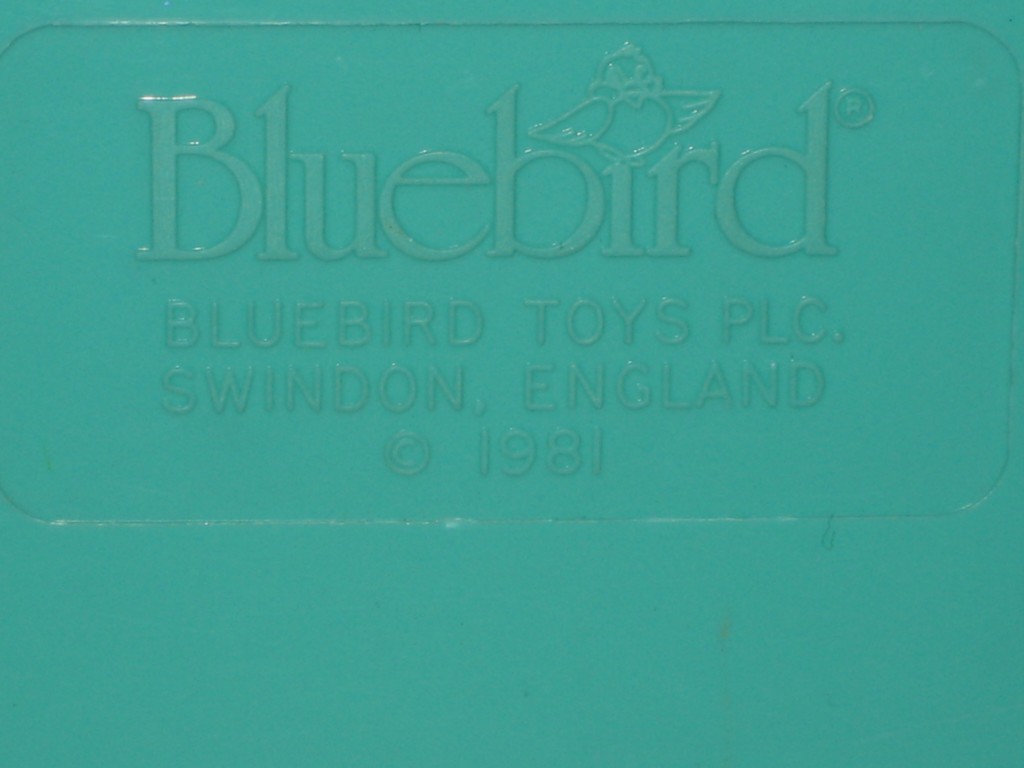 Bluebird®
BLUEBIRD TOYS PLC.
SWINDON, ENGLAND
© 1981